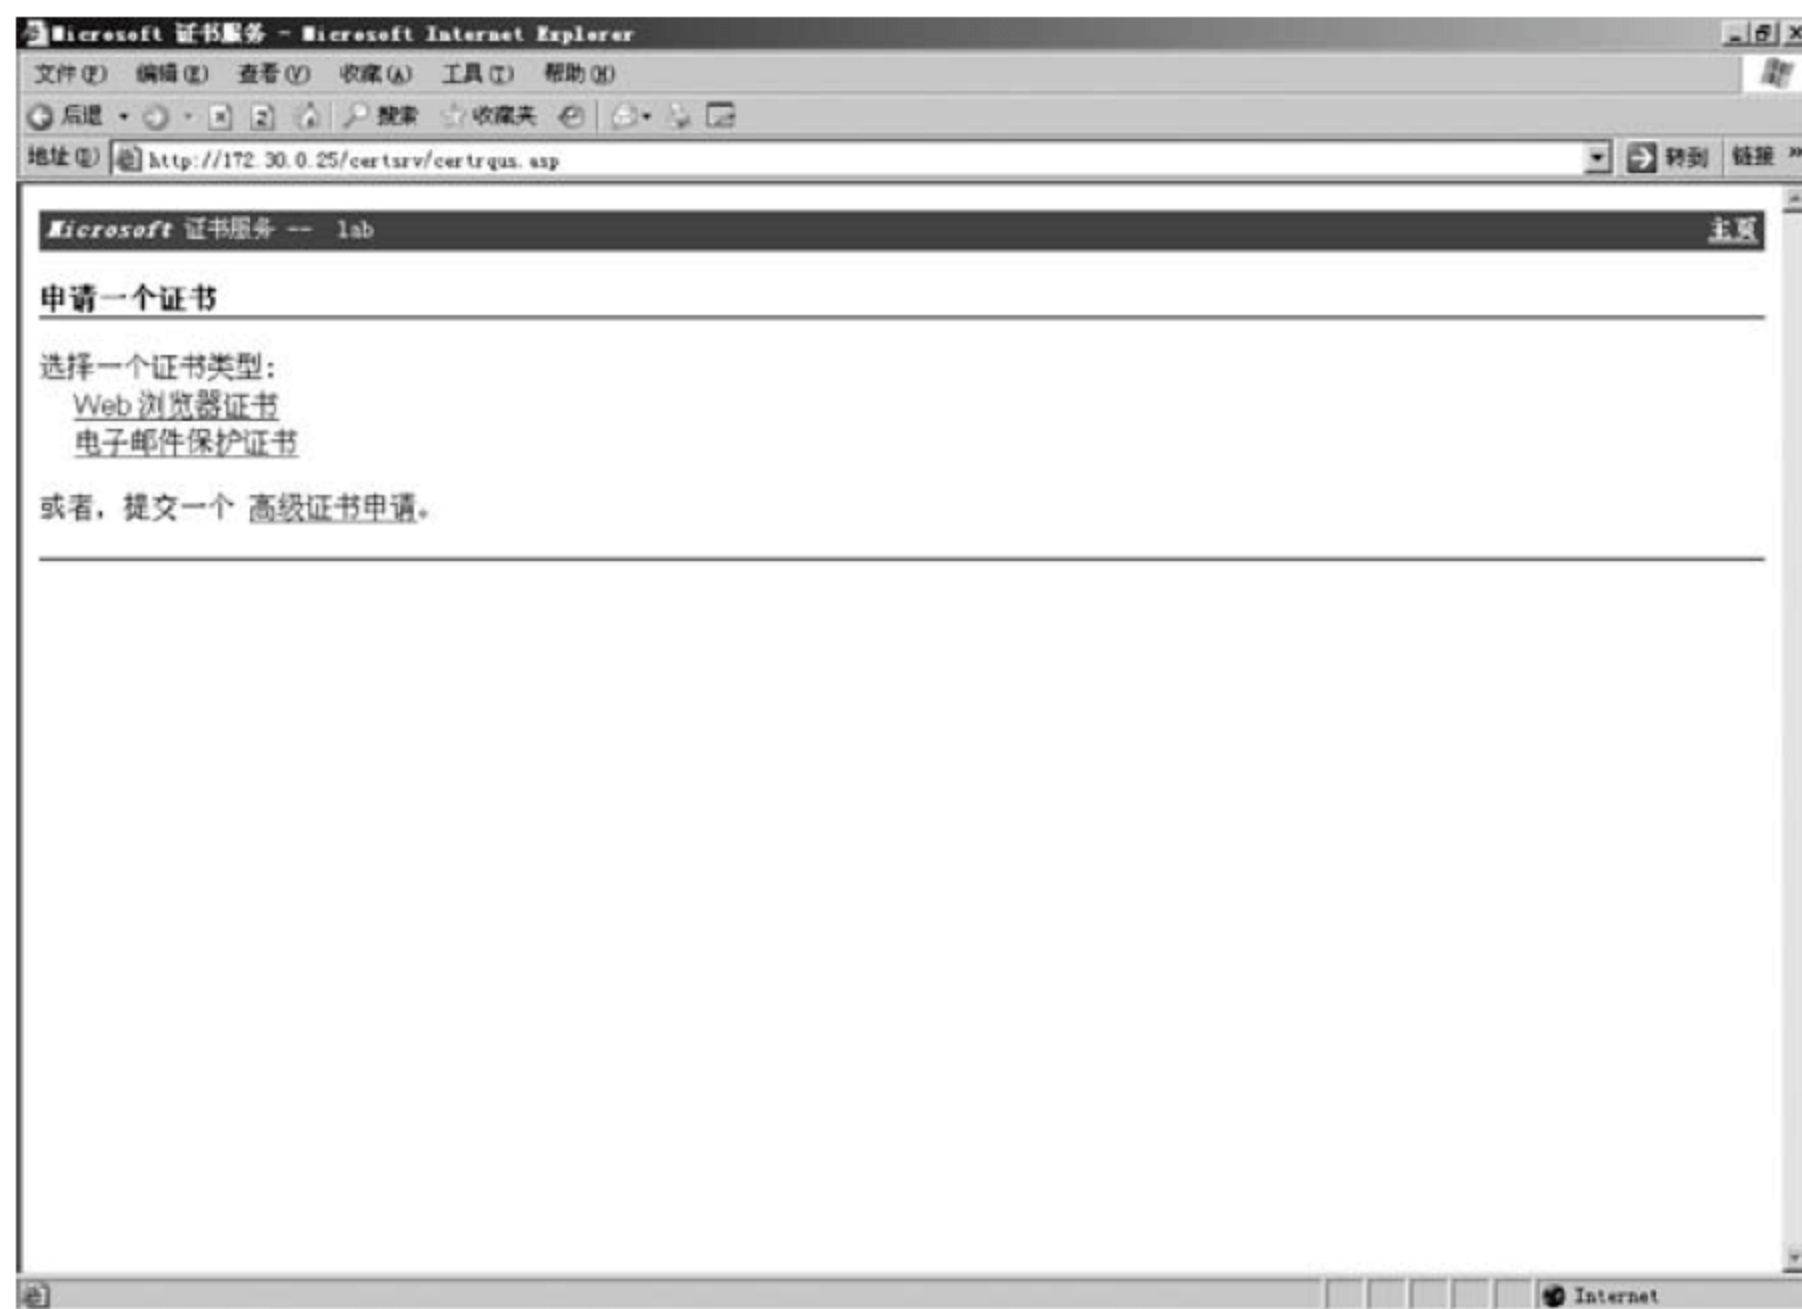 Microsoft 证书服务 - Microsoft Internet Explorer
文件(F) 编辑(E) 查看(V) 收藏(A) 工具(T) 帮助(H)
后退 搜索 收藏夹
地址(D) http://172.30.0.25/certsrv/certrqus.asp 转到 链接 »
Microsoft 证书服务 -- lab 主页
申请一个证书
选择一个证书类型:
Web 浏览器证书
电子邮件保护证书
或者，提交一个 高级证书申请。
Internet